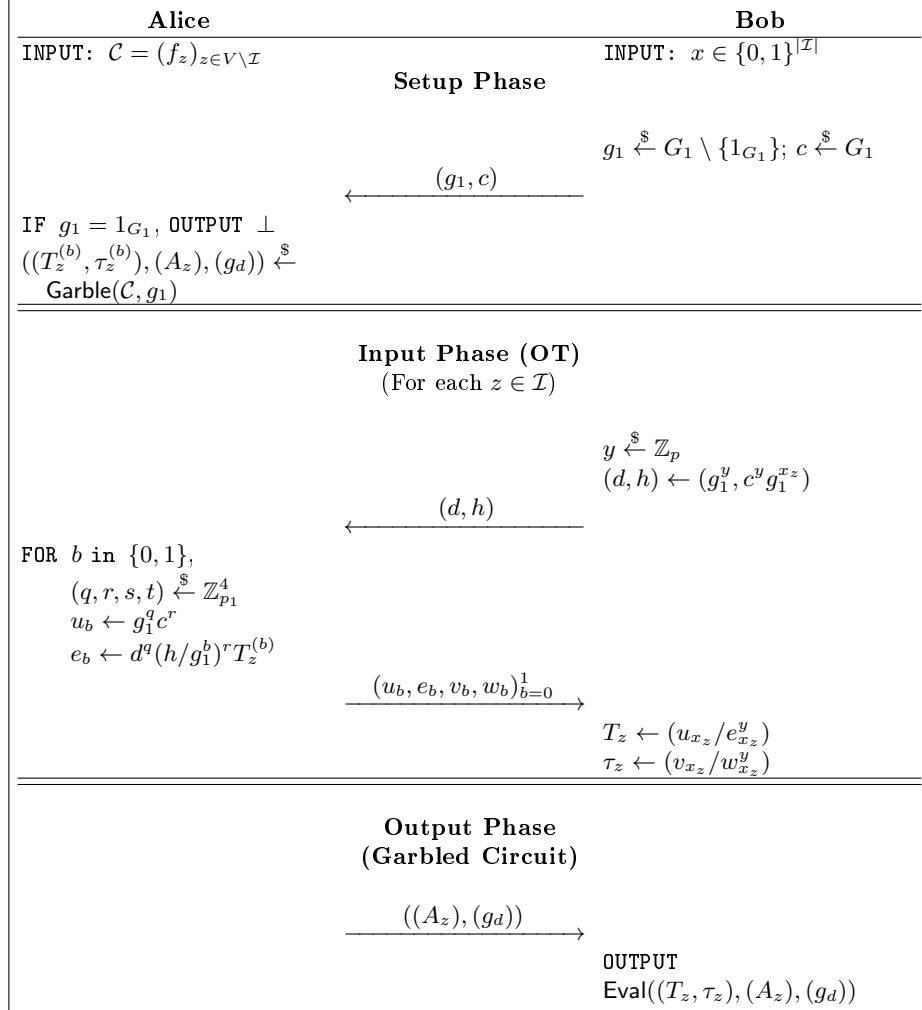 Alice Bob
INPUT: 𝒞 = (f_z)_{z∈V\ℐ} INPUT: x ∈ {0, 1}^{|ℐ|}
Setup Phase
g_1 ←$ G_1 \ {1_{G_1}}; c ←$ G_1
(g_1, c)
IF g_1 = 1_{G_1}, OUTPUT ⊥
((T_z^{(b)}, τ_z^{(b)}), (A_z), (g_d)) ←$
Garble(𝒞, g_1)
Input Phase (OT)
(For each z ∈ ℐ)
y ←$ ℤ_p
(d, h) ← (g_1^y, c^y g_1^{x_z})
(d, h)
FOR b in {0, 1},
(q, r, s, t) ←$ ℤ_{p_1}^4
u_b ← g_1^q c^r
e_b ← d^q (h/g_1^b)^r T_z^{(b)}
(u_b, e_b, v_b, w_b)_{b=0}^1
T_z ← (u_{x_z}/e_{x_z}^y)
τ_z ← (v_{x_z}/w_{x_z}^y)
Output Phase
(Garbled Circuit)
((A_z), (g_d))
OUTPUT
Eval((T_z, τ_z), (A_z), (g_d))